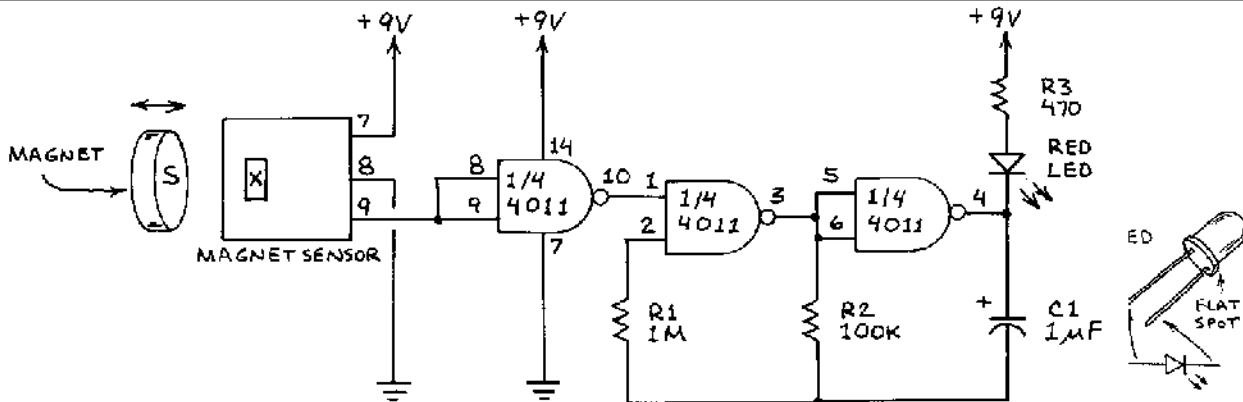 +9V
+9V
+9V
R3
470
MAGNET
S
7
8
9
X
MAGNET SENSOR
14
8
9
1/4
4011
10
7
1
2
1/4
4011
3
5
6
1/4
4011
4
RED
LED
R1
1M
R2
100K
+
C1
1µF
ED
FLAT
SPOT